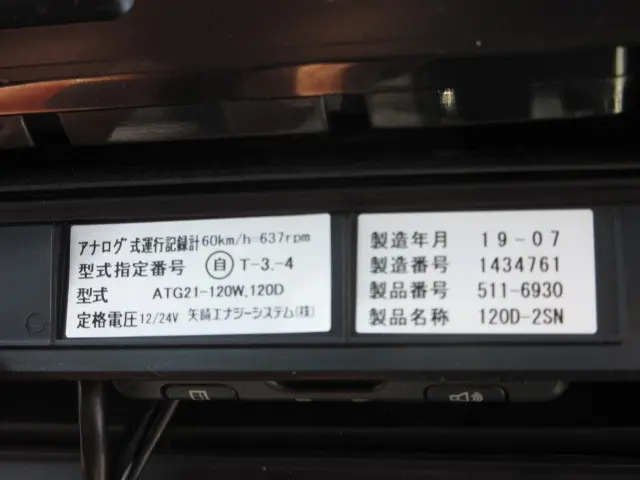 アナログ式運行記録計60km/h=637rpm
型式指定番号 自 T-3.-4
型式 ATG21-120W,120D
定格電圧12/24V 矢崎エナジーシステム(株)
製造年月 19-07
製造番号 1434761
製品番号 511-6930
製品名称 120D-2SN